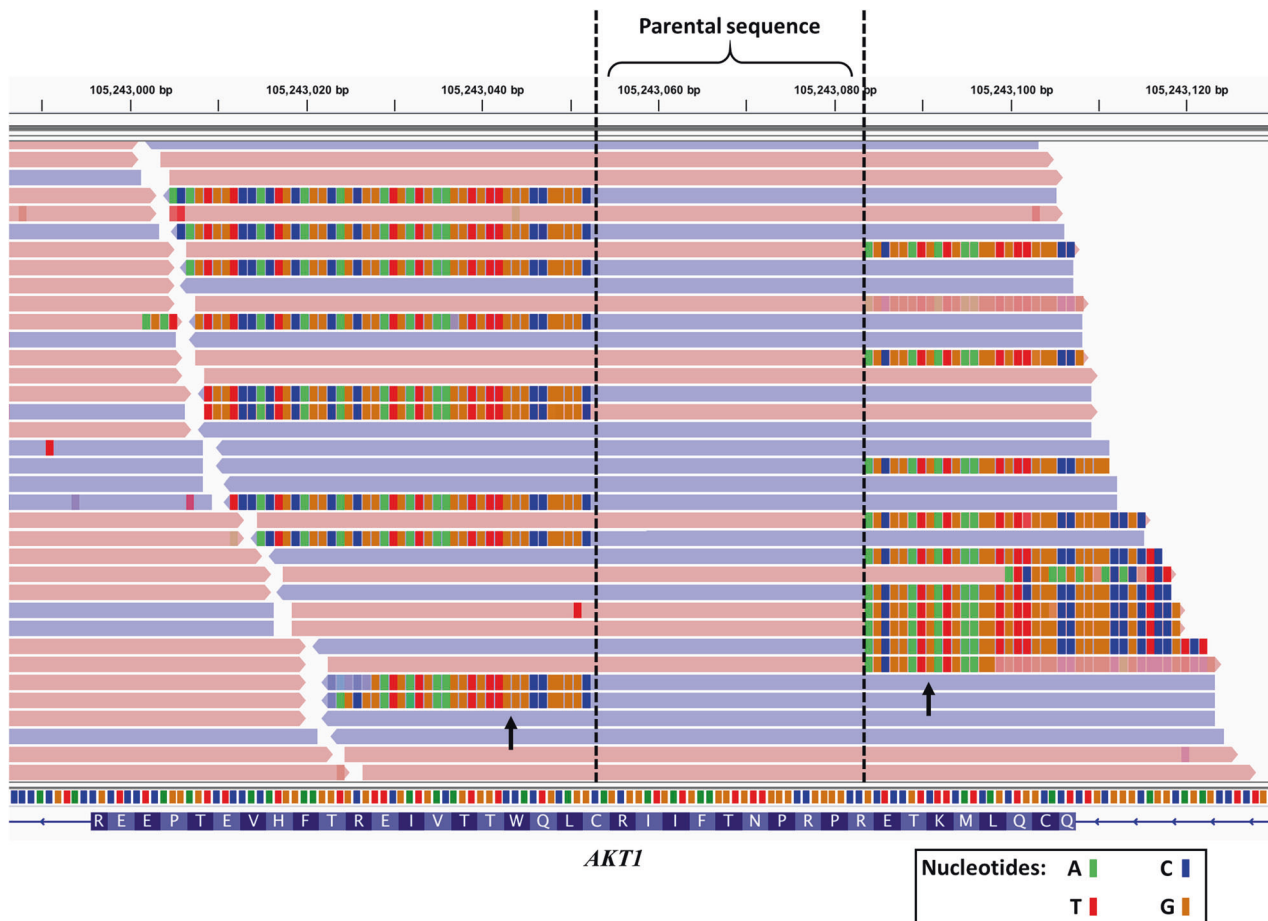 Parental sequence
105,243,000 bp 105,243,020 bp 105,243,040 bp 105,243,060 bp 105,243,080 bp 105,243,100 bp 105,243,120 bp
R E E P T E V H F T R E I V T T W Q L C R I I F T N P R P R E T K M L Q C Q
AKT1
Nucleotides: A C
T G